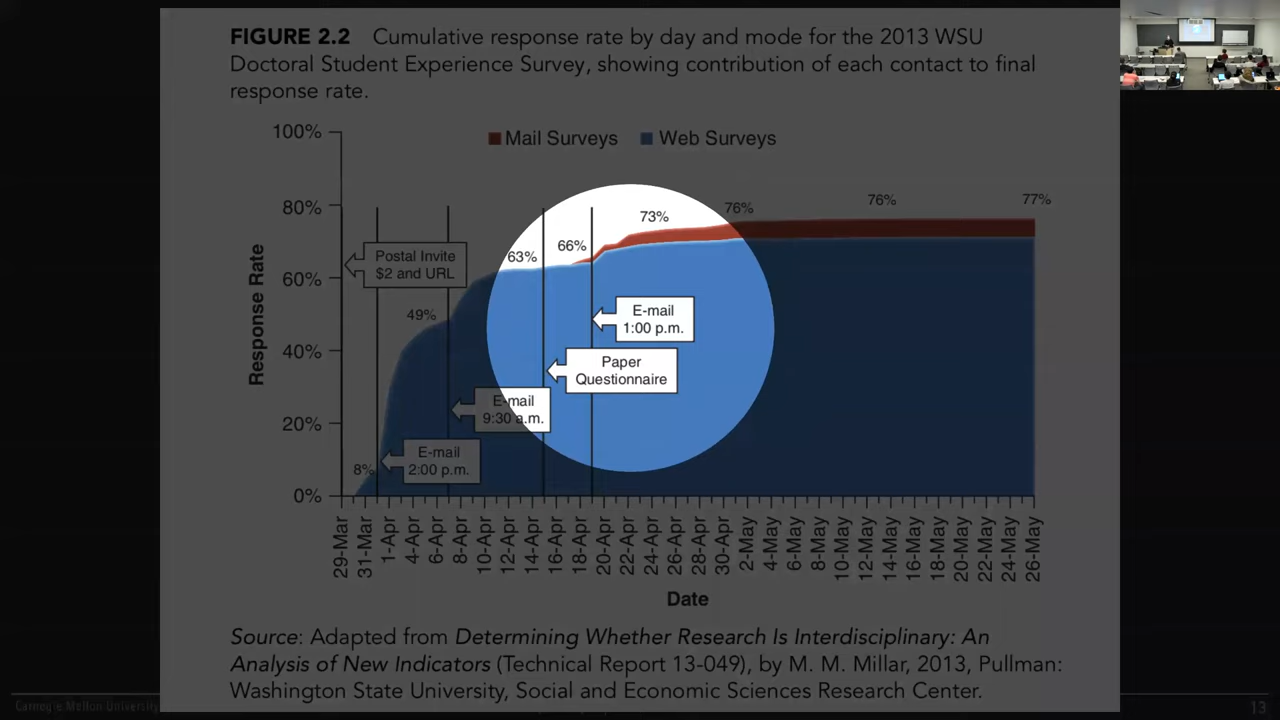 FIGURE 2.2 Cumulative response rate by day and mode for the 2013 WSU
Doctoral Student Experience Survey, showing contribution of each contact to final
response rate.
100%
80%
60%
40%
20%
0%
Response Rate
Mail Surveys
Web Surveys
8%
49%
63%
66%
73%
76%
76%
77%
Postal Invite
$2 and URL
E-mail
2:00 p.m.
E-mail
9:30 a.m.
Paper
Questionnaire
E-mail
1:00 p.m.
29-Mar
31-Mar
1-Apr
4-Apr
6-Apr
8-Apr
10-Apr
12-Apr
14-Apr
16-Apr
18-Apr
20-Apr
22-Apr
24-Apr
26-Apr
28-Apr
30-Apr
2-May
4-May
6-May
8-May
10-May
12-May
14-May
16-May
18-May
20-May
22-May
24-May
26-May
Date
Source: Adapted from Determining Whether Research Is Interdisciplinary: An
Analysis of New Indicators (Technical Report 13-049), by M. M. Millar, 2013, Pullman:
Washington State University, Social and Economic Sciences Research Center.
Carnegie Mellon University
13